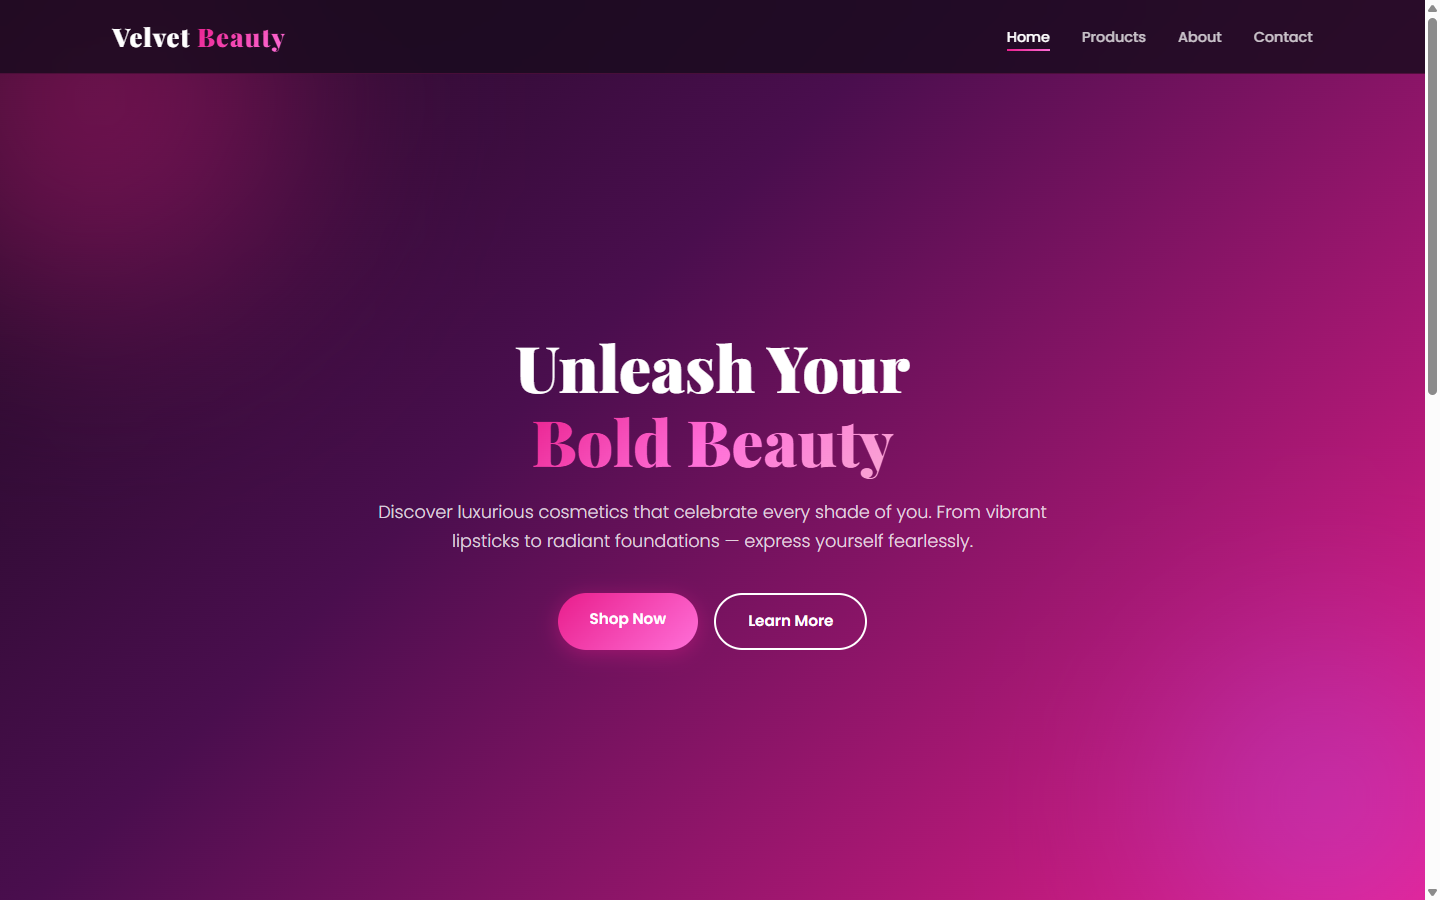 Velvet Beauty
Home
Products
About
Contact
Unleash Your
Bold Beauty
Discover luxurious cosmetics that celebrate every shade of you. From vibrant
lipsticks to radiant foundations — express yourself fearlessly.
Shop Now
Learn More